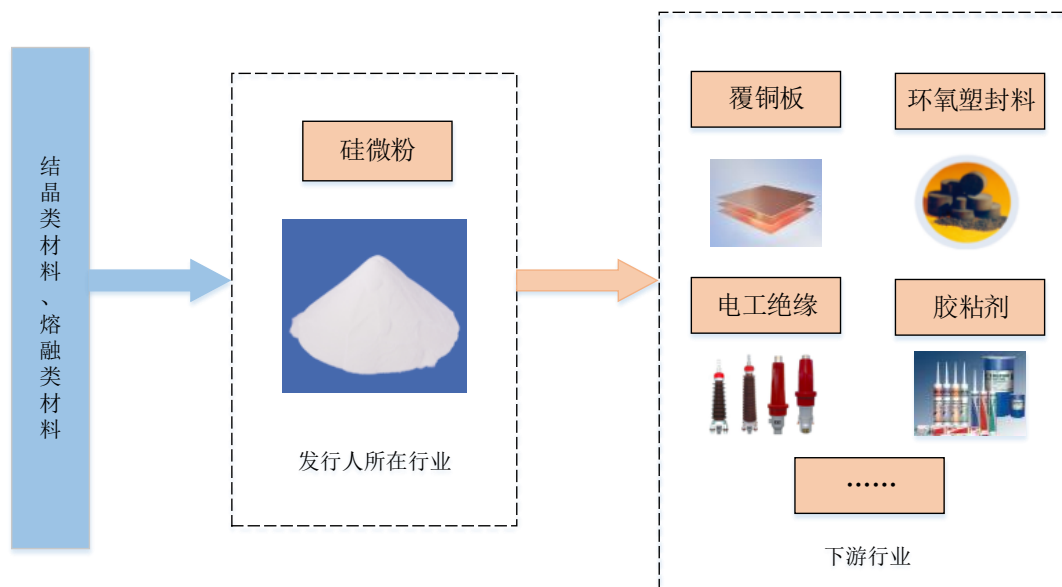 结晶类材料、熔融类材料
硅微粉
发行人所在行业
覆铜板
环氧塑封料
电工绝缘
胶粘剂
……
下游行业